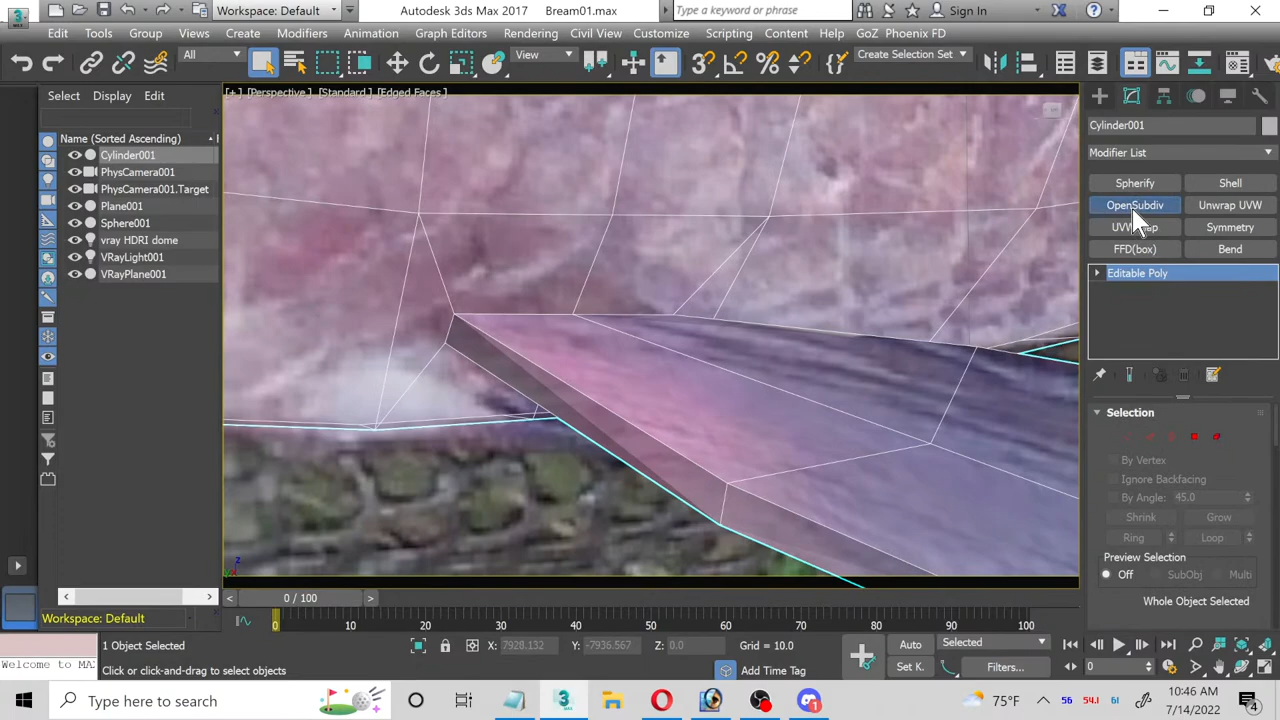 Workspace: Default
Autodesk 3ds Max 2017 Bream01.max
Type a keyword or phrase
Sign In
Edit Tools Group Views Create Modifiers Animation Graph Editors Rendering Civil View Customize Scripting Content Help GoZ Phoenix FD
All
View
Create Selection Set
Select Display Edit
[+] [Perspective] [Standard] [Edged Faces]
Name (Sorted Ascending)
Cylinder001
PhysCamera001
PhysCamera001.Target
Plane001
Sphere001
vray HDRI dome
VRayLight001
VRayPlane001
Cylinder001
Modifier List
Spherify Shell
OpenSubdiv Unwrap UVW
Symmetry
FFD(box) Bend
Editable Poly
Selection
By Vertex
Ignore Backfacing
By Angle: 45.0
Shrink Grow
Ring Loop
Preview Selection
Off SubObj Multi
Whole Object Selected
0 / 100
Workspace: Default
0 10 20 30 40 50 60 70 80 90 100
1 Object Selected
X: 7928.132 Y: -7936.567 Z: 0.0 Grid = 10.0
Auto Selected
Welcome to MA
Click or click-and-drag to select objects
Add Time Tag
Set K. Filters...
0
Type here to search
75°F
10:46 AM
7/14/2022
4